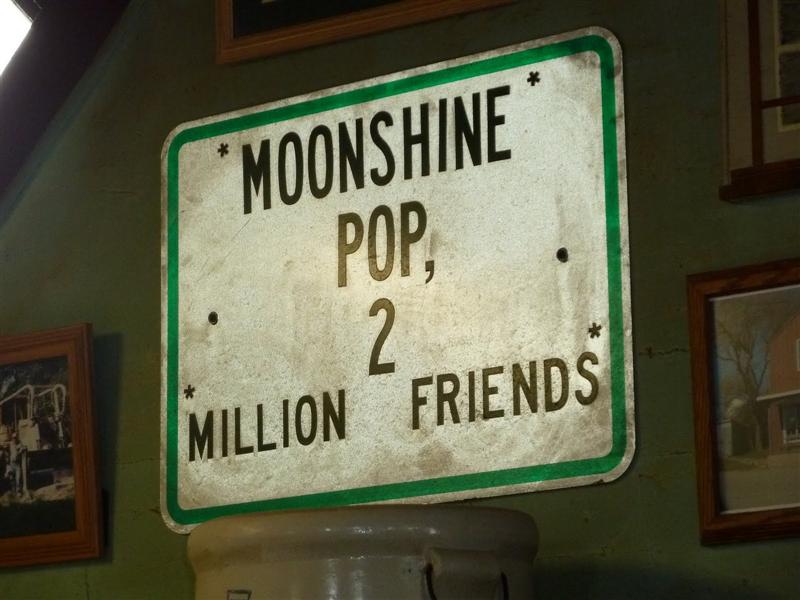 * MOONSHINE *
POP,
2
* MILLION FRIENDS *